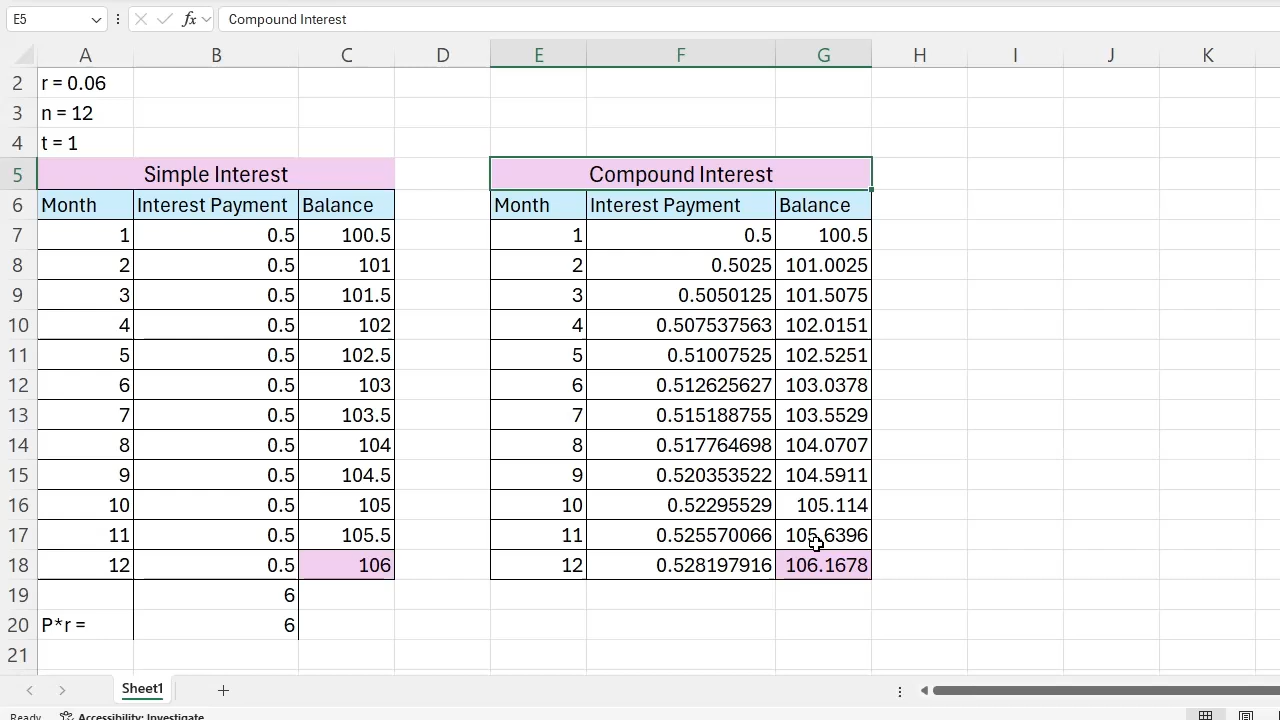 E5 fx Compound Interest
A B C D E F G H I J K
2 r = 0.06
3 n = 12
4 t = 1
5 Simple Interest Compound Interest
6 Month Interest Payment Balance Month Interest Payment Balance
7 1 0.5 100.5 1 0.5 100.5
8 2 0.5 101 2 0.5025 101.0025
9 3 0.5 101.5 3 0.5050125 101.5075
10 4 0.5 102 4 0.507537563 102.0151
11 5 0.5 102.5 5 0.51007525 102.5251
12 6 0.5 103 6 0.512625627 103.0378
13 7 0.5 103.5 7 0.515188755 103.5529
14 8 0.5 104 8 0.517764698 104.0707
15 9 0.5 104.5 9 0.520353522 104.5911
16 10 0.5 105 10 0.52295529 105.114
17 11 0.5 105.5 11 0.525570066 105.6396
18 12 0.5 106 12 0.528197916 106.1678
19 6
20 P*r = 6
21
Sheet1
Ready Accessibility: Investigate